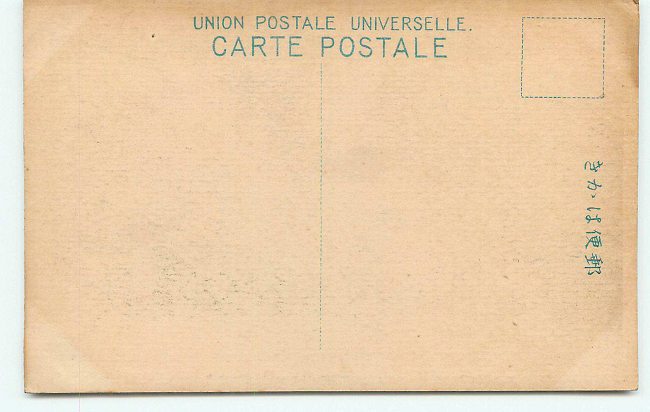 UNION POSTALE UNIVERSELLE.
CARTE POSTALE
郵便はがき